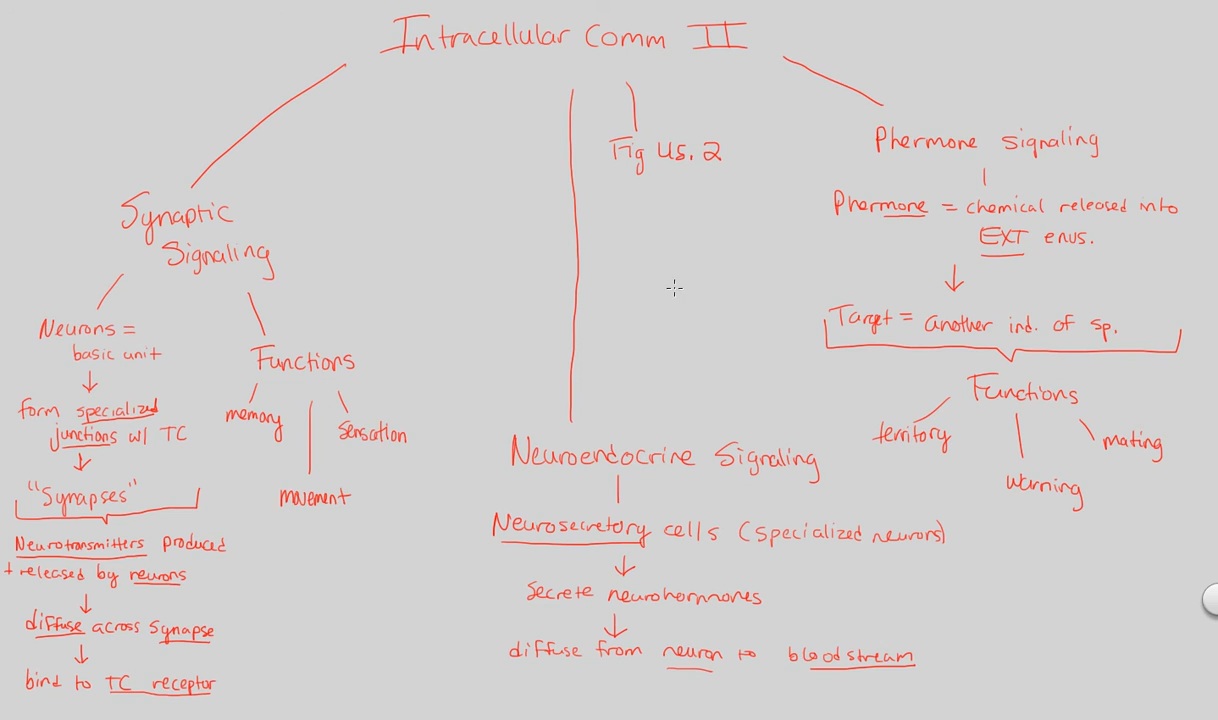 Intracellular Comm II
Fig 45.2
Synaptic
Signaling
Neurons =
basic unit
form specialized
junctions w/ TC
"Synapses"
Neurotransmitters produced
+ released by neurons
diffuse across synapse
bind to TC receptor
Functions
memory
movement
sensation
Neuroendocrine Signaling
Neurosecretory cells (specialized neurons)
secrete neurohormones
diffuse from neuron to bloodstream
Phermone signaling
Phermone = chemical released into
EXT envs.
Target = another ind. of sp.
Functions
territory
warning
mating